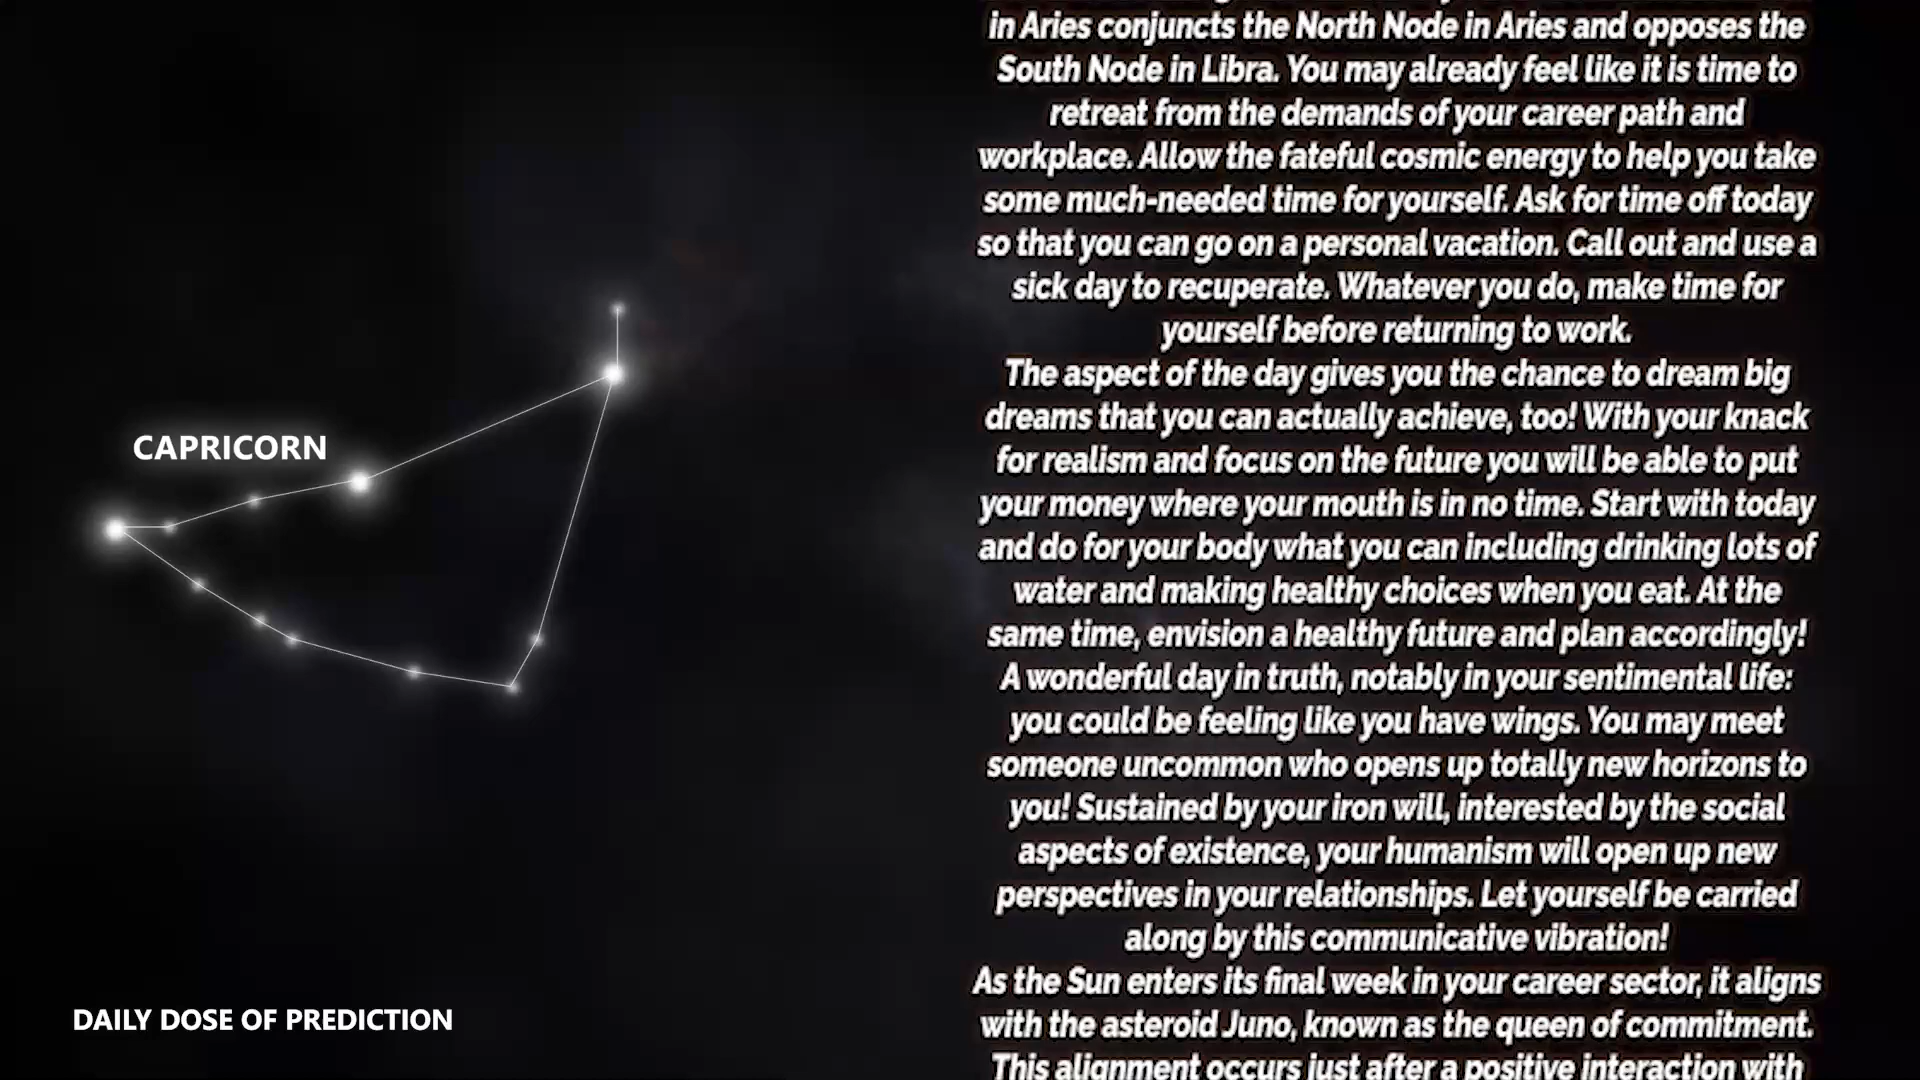 CAPRICORN
DAILY DOSE OF PREDICTION
in Aries conjuncts the North Node in Aries and opposes the
South Node in Libra. You may already feel like it is time to
retreat from the demands of your career path and
workplace. Allow the fateful cosmic energy to help you take
some much-needed time for yourself. Ask for time off today
so that you can go on a personal vacation. Call out and use a
sick day to recuperate. Whatever you do, make time for
yourself before returning to work.
The aspect of the day gives you the chance to dream big
dreams that you can actually achieve, too! With your knack
for realism and focus on the future you will be able to put
your money where your mouth is in no time. Start with today
and do for your body what you can including drinking lots of
water and making healthy choices when you eat. At the
same time, envision a healthy future and plan accordingly!
A wonderful day in truth, notably in your sentimental life:
you could be feeling like you have wings. You may meet
someone uncommon who opens up totally new horizons to
you! Sustained by your iron will, interested by the social
aspects of existence, your humanism will open up new
perspectives in your relationships. Let yourself be carried
along by this communicative vibration!
As the Sun enters its final week in your career sector, it aligns
with the asteroid Juno, known as the queen of commitment.
This alignment occurs just after a positive interaction with